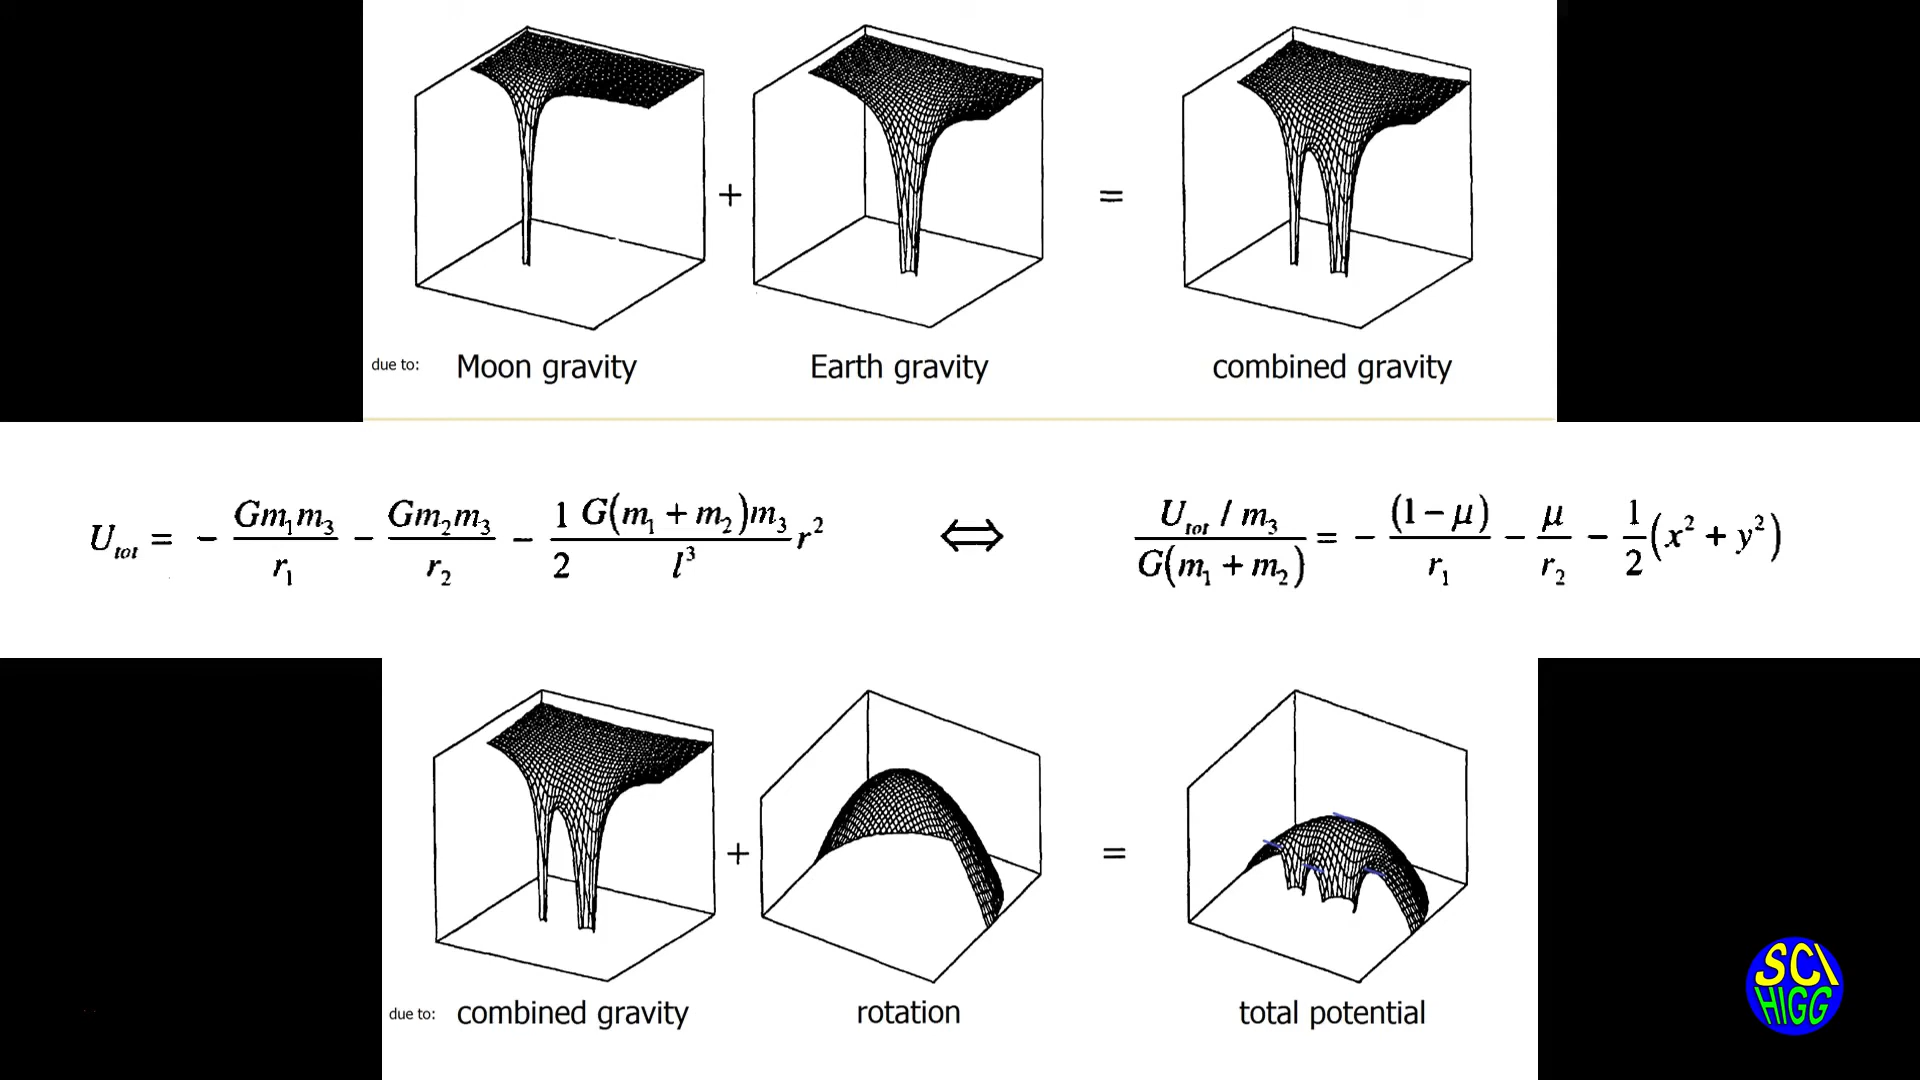 + =
due to: Moon gravity Earth gravity combined gravity
U_tot = - Gm₁m₃/r₁ - Gm₂m₃/r₂ - 1/2 G(m₁ + m₂)m₃/l³ r² ⇔ U_tot / m₃ / G(m₁ + m₂) = - (1-μ)/r₁ - μ/r₂ - 1/2 (x² + y²)
+ =
due to: combined gravity rotation total potential
SCI
HIGG